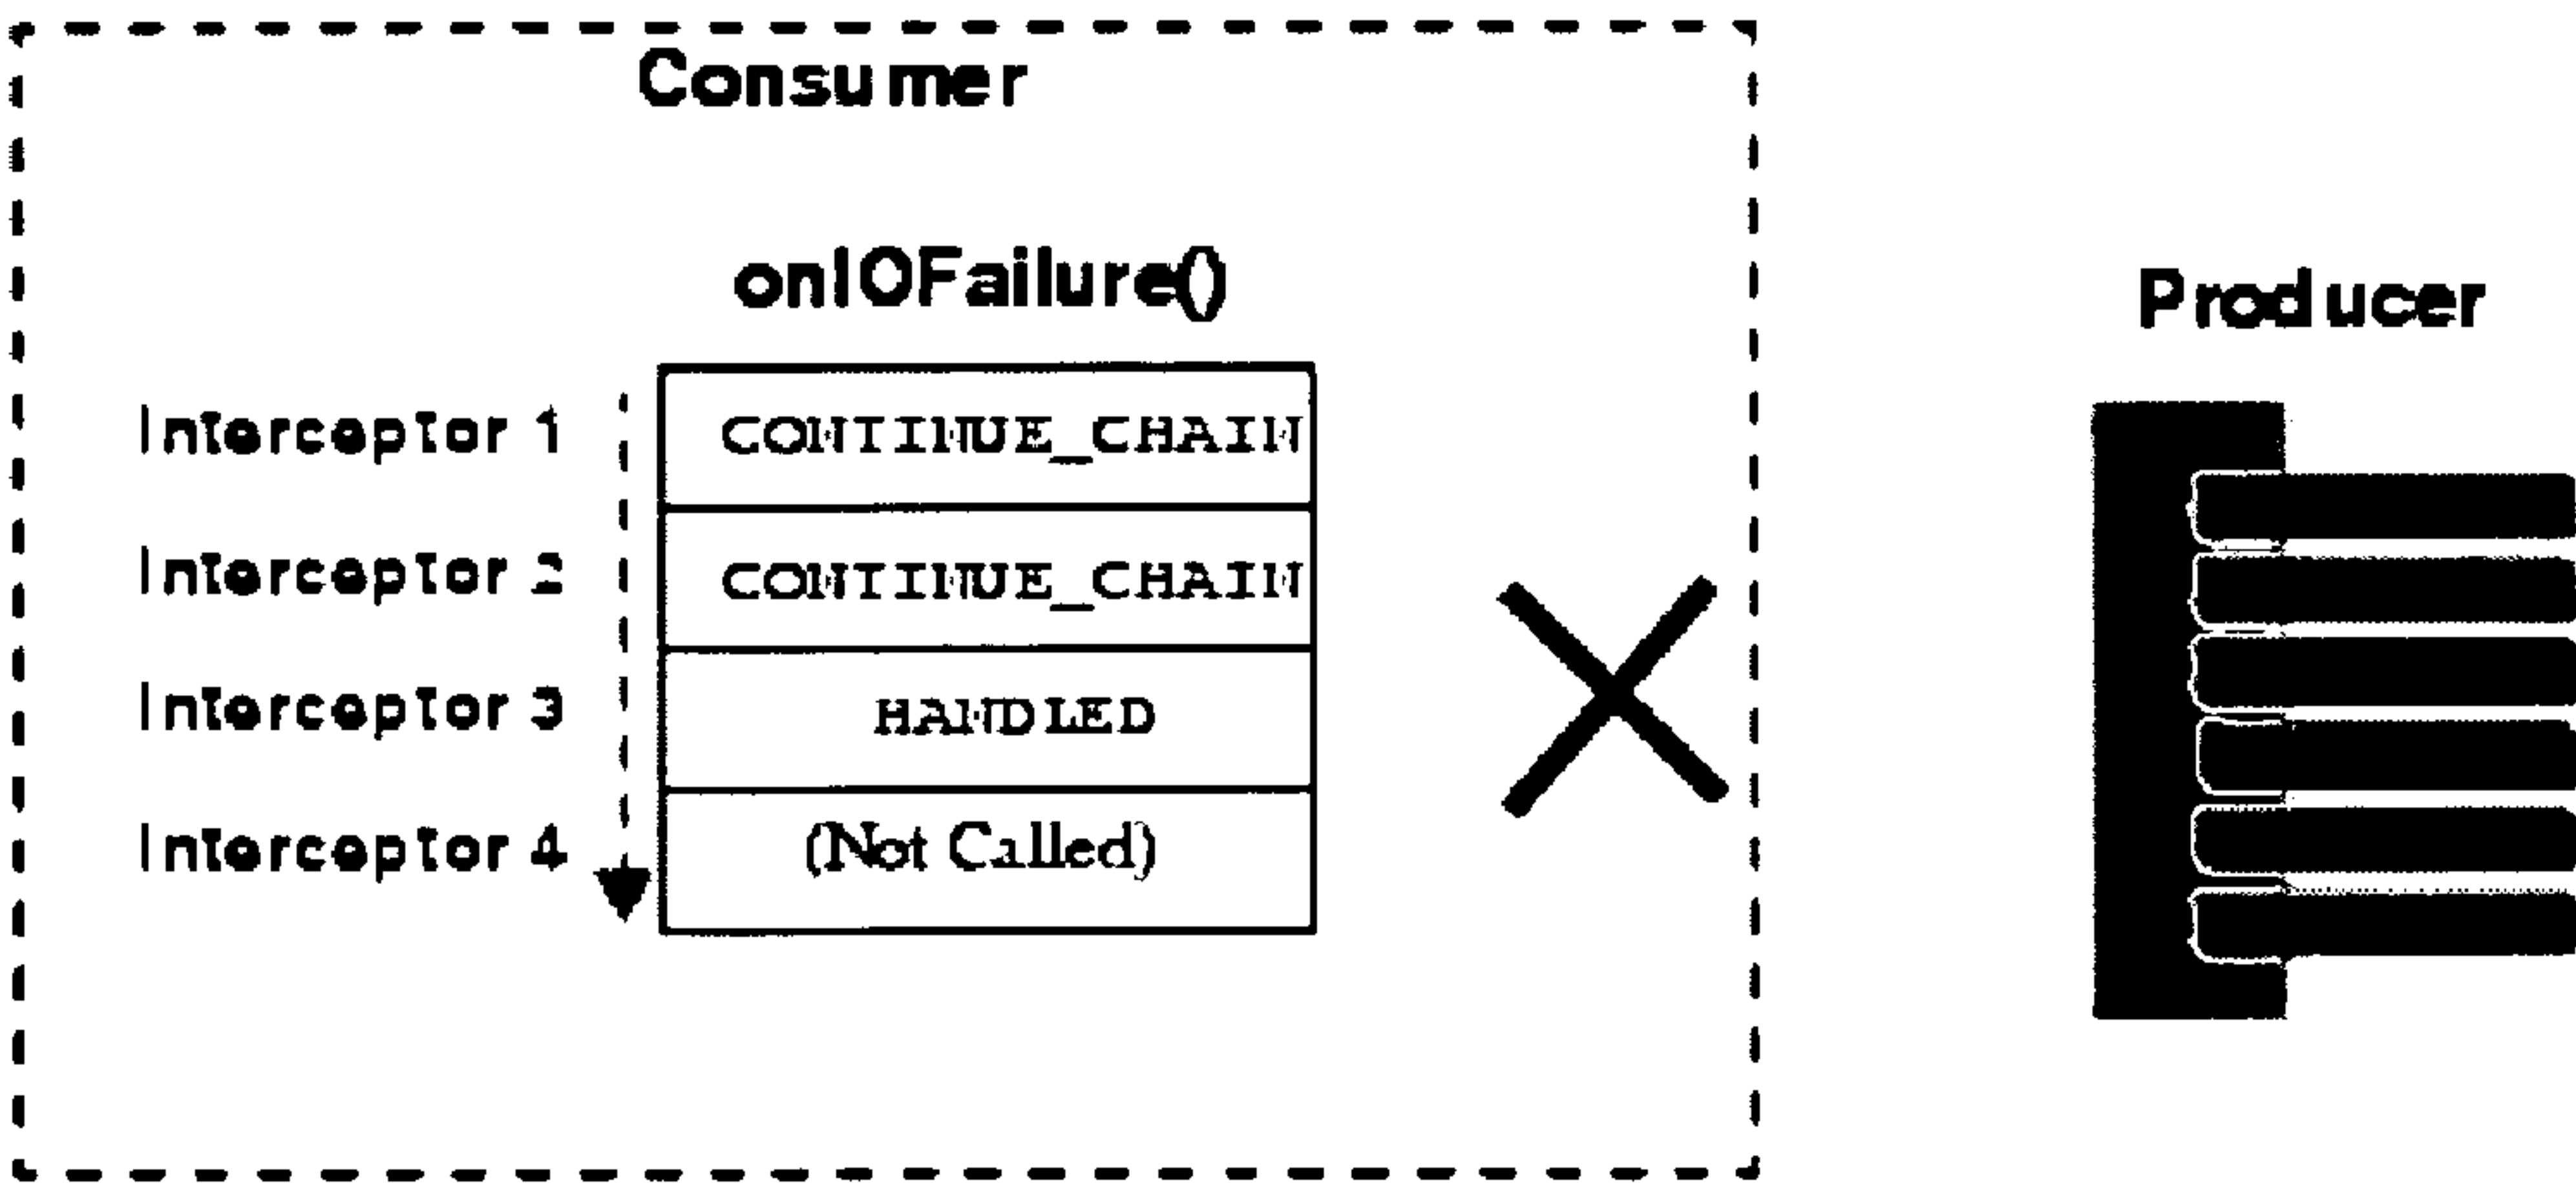 Consumer
onIOFailure()
Producer
Interceptor 1 CONTINUE_CHAIN
Interceptor 2 CONTINUE_CHAIN
Interceptor 3 HANDLED
Interceptor 4 (Not Called)